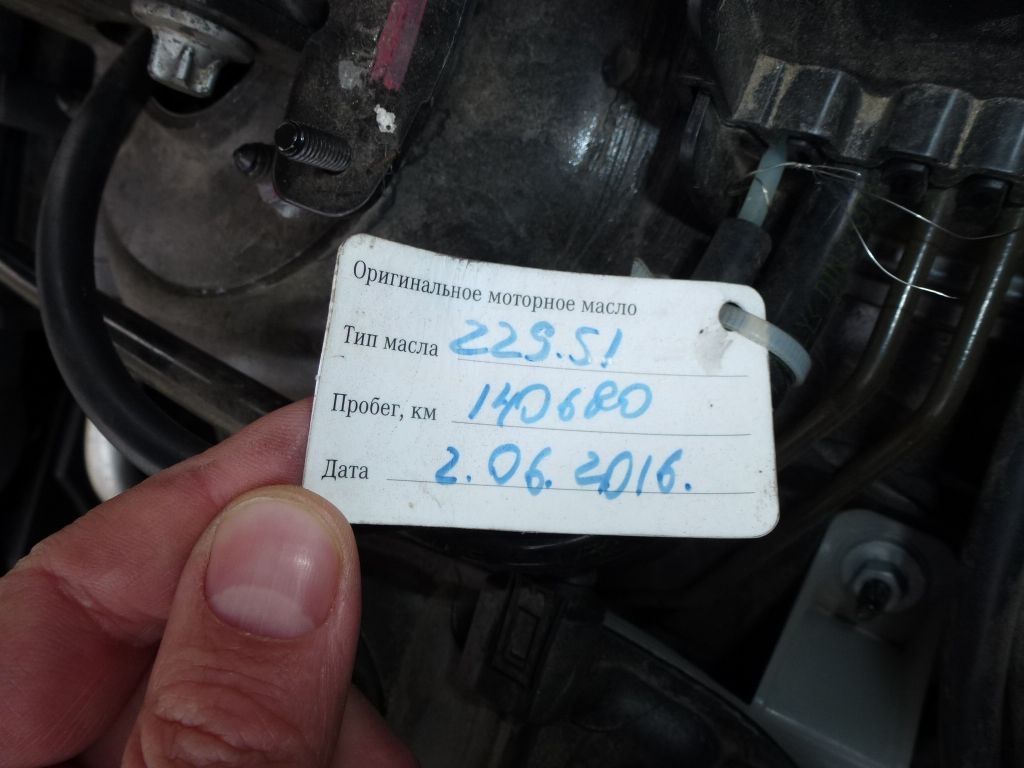 Оригинальное моторное масло
Тип масла 229.51
Пробег, км 140680
Дата 2.06.2016.